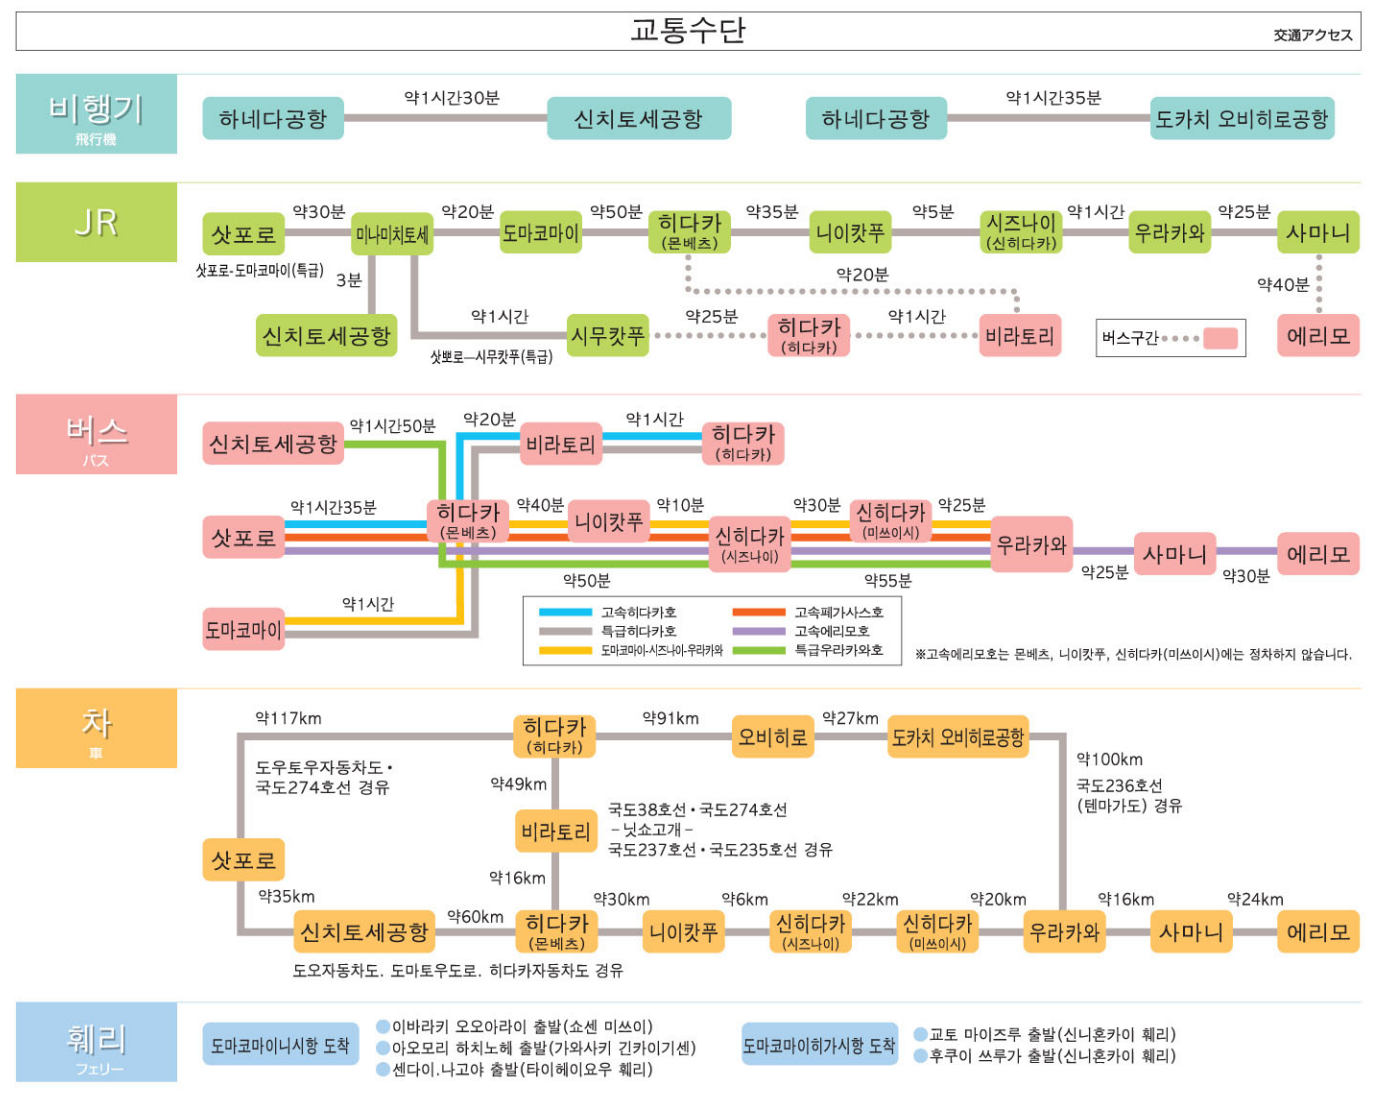 교통수단
交通アクセス
비행기
飛行機
하네다공항
약1시간30분
신치토세공항
하네다공항
약1시간35분
도카치 오비히로공항
JR
삿포로
약30분
미나미치토세
약20분
도마코마이
약50분
히다카
(몬베츠)
약35분
니이캇푸
약5분
시즈나이
(신히다카)
약1시간
우라카와
약25분
사마니
삿포로-도마코마이(특급)
3분
약20분
약40분
신치토세공항
약1시간
삿뽀로—시무캇푸(특급)
시무캇푸
약25분
히다카
(히다카)
약1시간
비라토리
버스구간
에리모
버스
バス
신치토세공항
약1시간50분
약20분
비라토리
약1시간
히다카
(히다카)
삿포로
약1시간35분
히다카
(몬베츠)
약40분
니이캇푸
약10분
신히다카
(시즈나이)
약30분
신히다카
(미쓰이시)
약25분
우라카와
약25분
사마니
약30분
에리모
약50분
약55분
도마코마이
약1시간
고속히다카호
고속페가사스호
특급히다카호
고속에리모호
도마코마이-시즈나이-우라카와
특급우라카와호
※고속에리모호는 몬베츠, 니이캇푸, 신히다카(미쓰이시)에는 정차하지 않습니다.
차
車
약117km
히다카
(히다카)
약91km
오비히로
약27km
도카치 오비히로공항
도우토우자동차도・
국도274호선 경유
약49km
약100km
국도236호선
(텐마가도) 경유
비라토리
국도38호선・국도274호선
–닛쇼고개–
국도237호선・국도235호선 경유
삿포로
약16km
약35km
신치토세공항
약60km
히다카
(몬베츠)
약30km
니이캇푸
약6km
신히다카
(시즈나이)
약22km
신히다카
(미쓰이시)
약20km
우라카와
약16km
사마니
약24km
에리모
도오자동차도. 도마토우도로. 히다카자동차도 경유
훼리
フェリー
도마코마이니시항 도착
이바라키 오오아라이 출발(쇼센 미쓰이)
아오모리 하치노헤 출발(가와사키 긴카이기센)
센다이.나고야 출발(타이헤이요우 훼리)
도마코마이히가시항 도착
교토 마이즈루 출발(신니혼카이 훼리)
후쿠이 쓰루가 출발(신니혼카이 훼리)